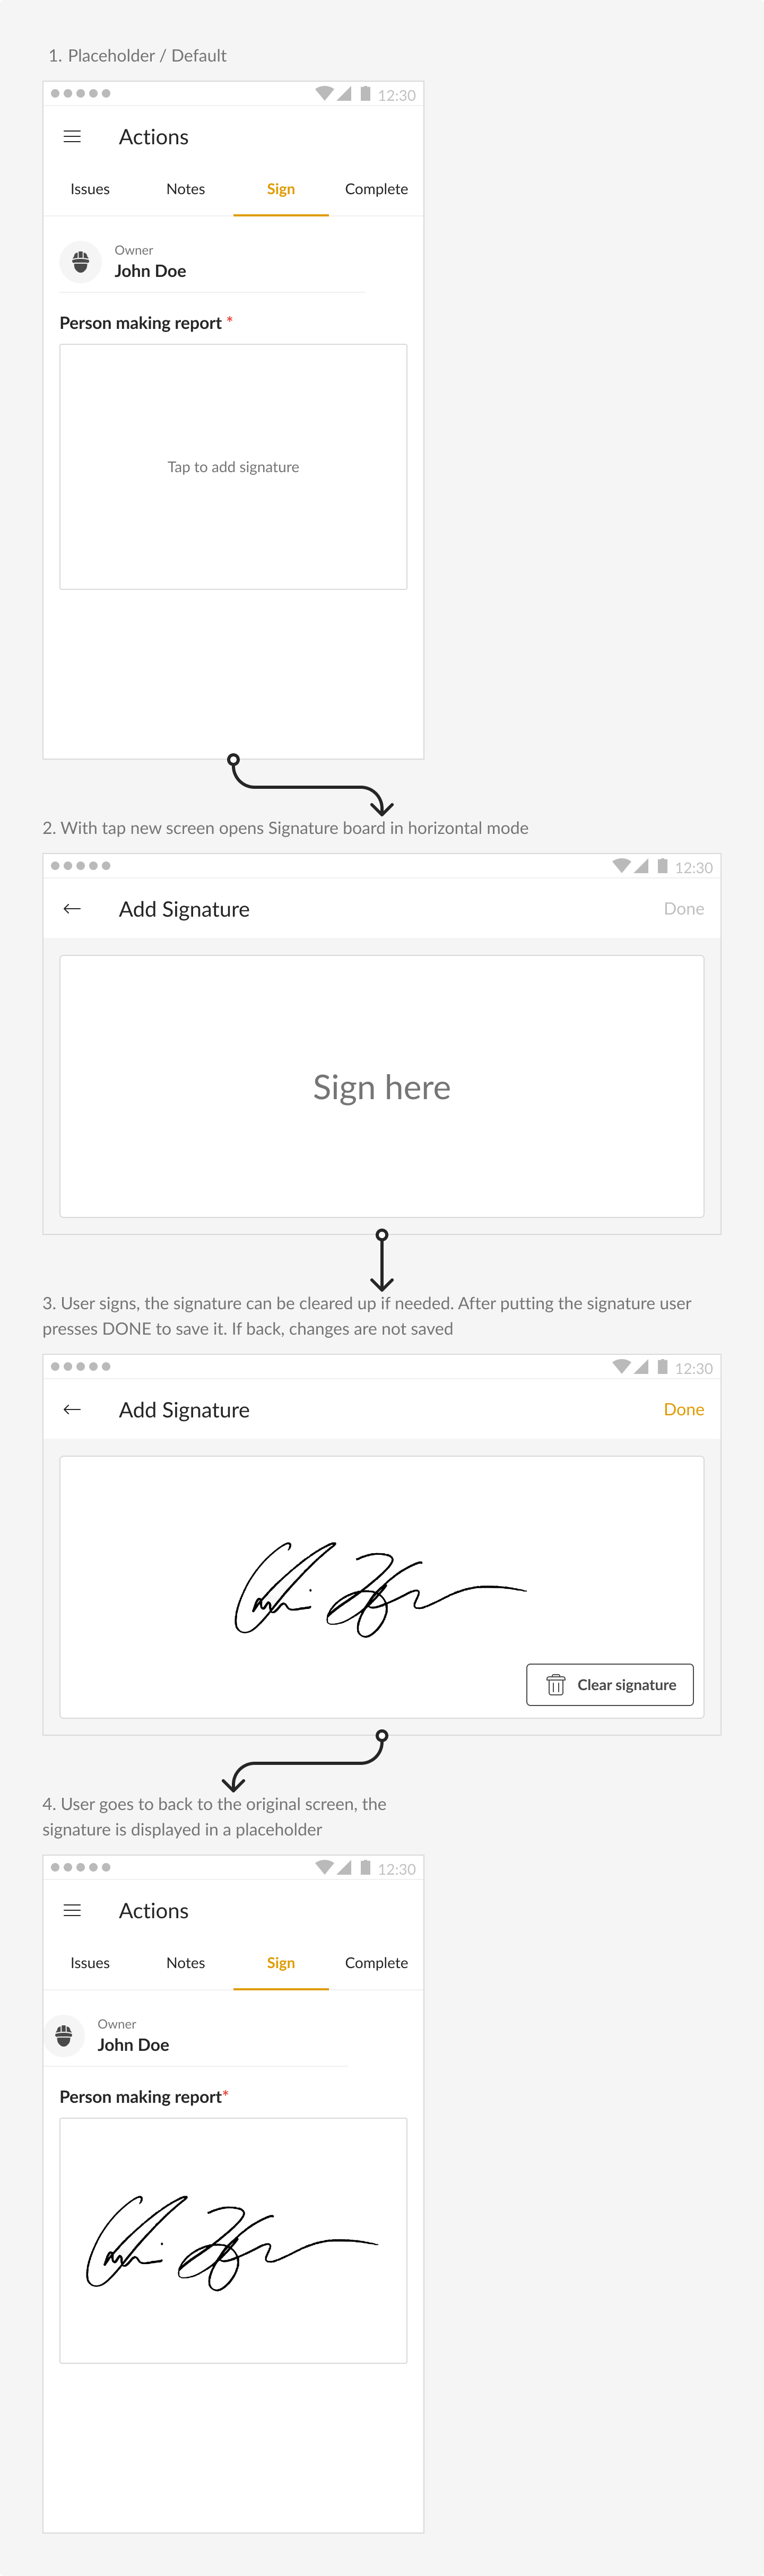 1. Placeholder / Default
12:30
Actions
Issues Notes Sign Complete
Owner
John Doe
Person making report *
Tap to add signature
2. With tap new screen opens Signature board in horizontal mode
12:30
Add Signature Done
Sign here
3. User signs, the signature can be cleared up if needed. After putting the signature user
presses DONE to save it. If back, changes are not saved
12:30
Add Signature Done
Clear signature
4. User goes to back to the original screen, the
signature is displayed in a placeholder
12:30
Actions
Issues Notes Sign Complete
Owner
John Doe
Person making report*